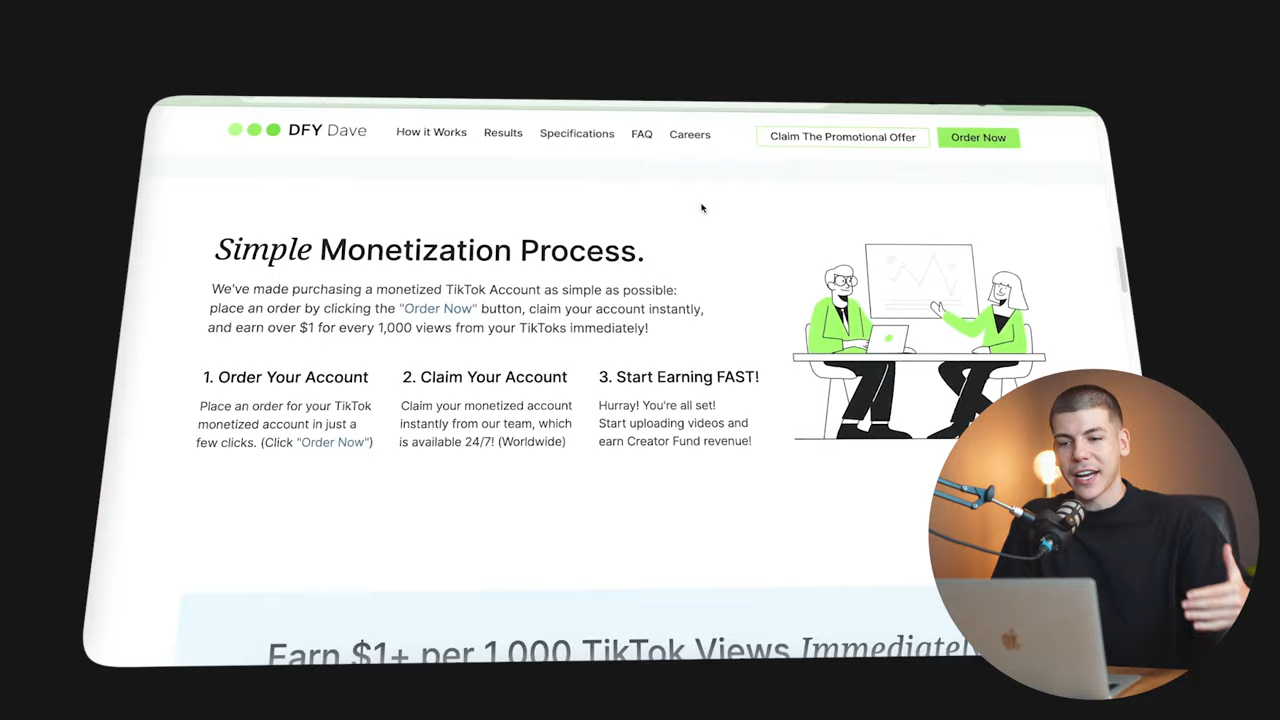 DFY Dave
How it Works
Results
Specifications
FAQ
Careers
Claim The Promotional Offer
Order Now
Simple Monetization Process.
We've made purchasing a monetized TikTok Account as simple as possible:
place an order by clicking the "Order Now" button, claim your account instantly,
and earn over $1 for every 1,000 views from your TikToks immediately!
1. Order Your Account
Place an order for your TikTok
monetized account in just a
few clicks. (Click "Order Now")
2. Claim Your Account
Claim your monetized account
instantly from our team, which
is available 24/7! (Worldwide)
3. Start Earning FAST!
Hurray! You're all set!
Start uploading videos and
earn Creator Fund revenue!
Earn $1+ per 1,000 TikTok Views Immediately